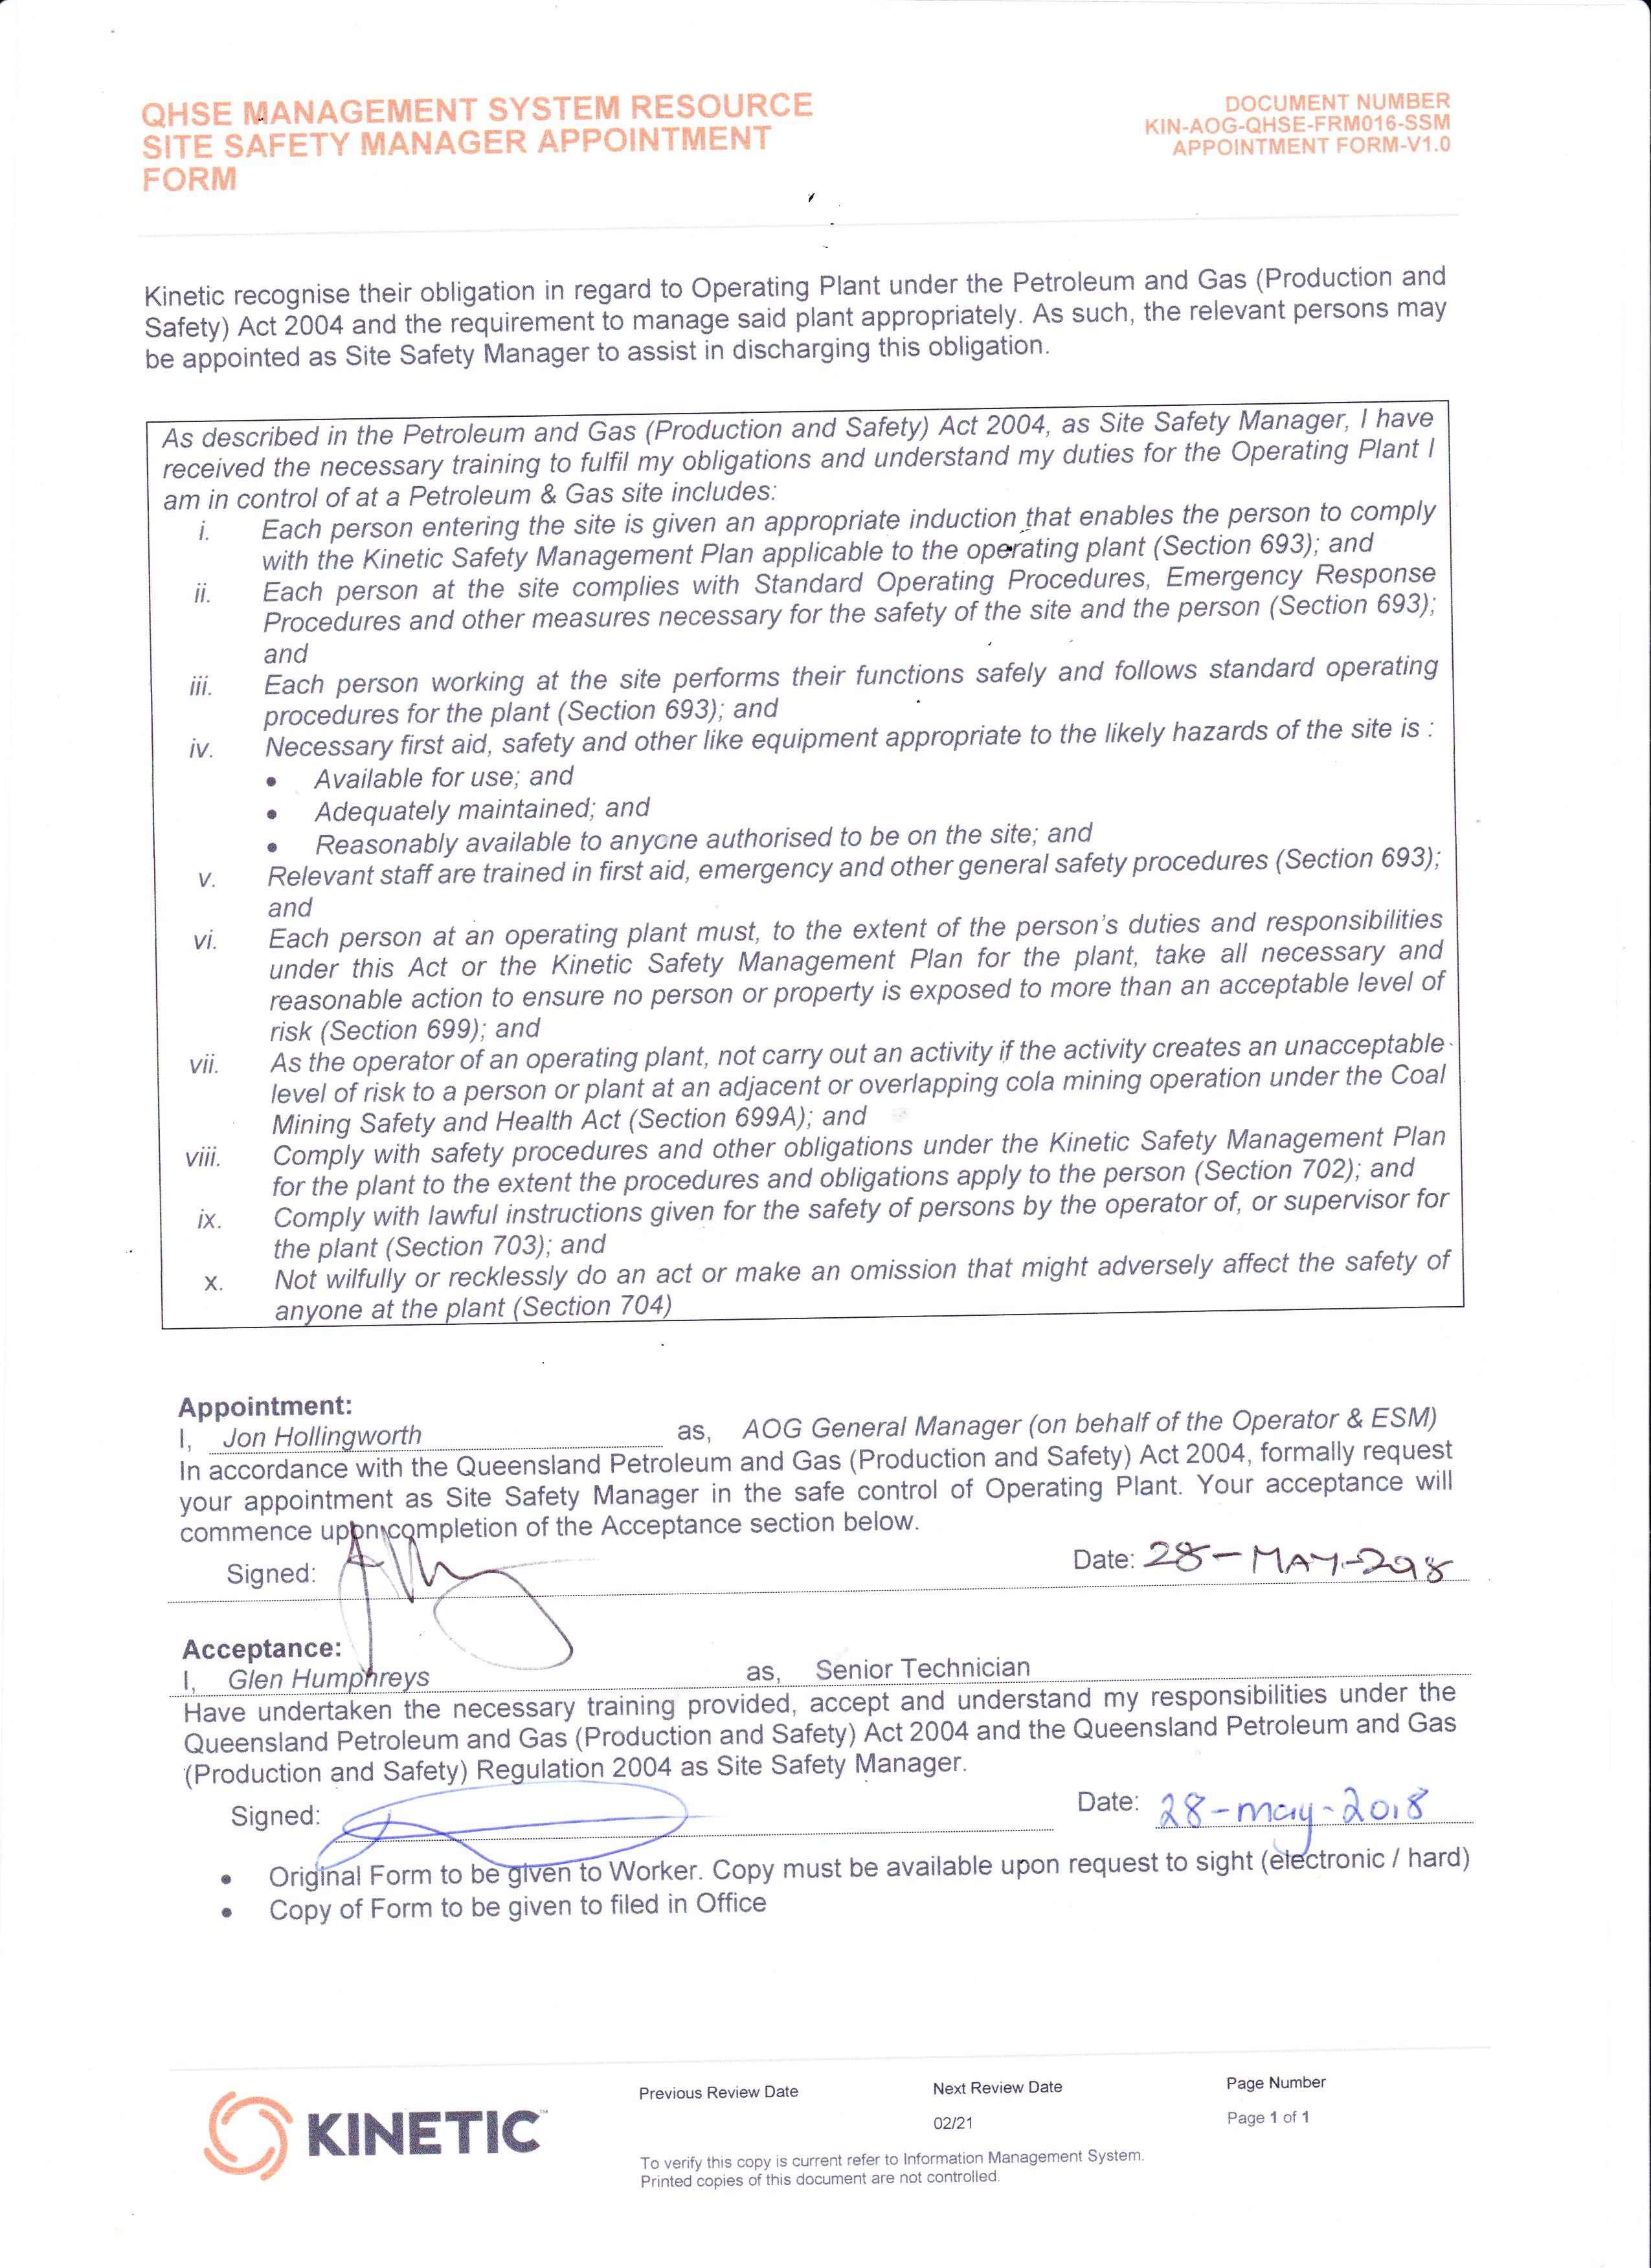 QHSE MANAGEMENT SYSTEM RESOURCE
SITE SAFETY MANAGER APPOINTMENT
FORM
DOCUMENT NUMBER
KIN-AOG-QHSE-FRM016-SSM
APPOINTMENT FORM-V1.0
Kinetic recognise their obligation in regard to Operating Plant under the Petroleum and Gas (Production and
Safety) Act 2004 and the requirement to manage said plant appropriately. As such, the relevant persons may
be appointed as Site Safety Manager to assist in discharging this obligation.
As described in the Petroleum and Gas (Production and Safety) Act 2004, as Site Safety Manager, I have
received the necessary training to fulfil my obligations and understand my duties for the Operating Plant I
am in control of at a Petroleum & Gas site includes:
i. Each person entering the site is given an appropriate induction that enables the person to comply
with the Kinetic Safety Management Plan applicable to the operating plant (Section 693); and
ii. Each person at the site complies with Standard Operating Procedures, Emergency Response
Procedures and other measures necessary for the safety of the site and the person (Section 693);
and
iii. Each person working at the site performs their functions safely and follows standard operating
procedures for the plant (Section 693); and
iv. Necessary first aid, safety and other like equipment appropriate to the likely hazards of the site is :
• Available for use; and
• Adequately maintained; and
• Reasonably available to anyone authorised to be on the site; and
v. Relevant staff are trained in first aid, emergency and other general safety procedures (Section 693);
and
vi. Each person at an operating plant must, to the extent of the person's duties and responsibilities
under this Act or the Kinetic Safety Management Plan for the plant, take all necessary and
reasonable action to ensure no person or property is exposed to more than an acceptable level of
risk (Section 699); and
vii. As the operator of an operating plant, not carry out an activity if the activity creates an unacceptable
level of risk to a person or plant at an adjacent or overlapping cola mining operation under the Coal
Mining Safety and Health Act (Section 699A); and
viii. Comply with safety procedures and other obligations under the Kinetic Safety Management Plan
for the plant to the extent the procedures and obligations apply to the person (Section 702); and
ix. Comply with lawful instructions given for the safety of persons by the operator of, or supervisor for
the plant (Section 703); and
x. Not wilfully or recklessly do an act or make an omission that might adversely affect the safety of
anyone at the plant (Section 704)
Appointment:
I, Jon Hollingworth as, AOG General Manager (on behalf of the Operator & ESM)
In accordance with the Queensland Petroleum and Gas (Production and Safety) Act 2004, formally request
your appointment as Site Safety Manager in the safe control of Operating Plant. Your acceptance will
commence upon completion of the Acceptance section below.
Signed: Date: 28-MAY-2018
Acceptance:
I, Glen Humphreys as, Senior Technician
Have undertaken the necessary training provided, accept and understand my responsibilities under the
Queensland Petroleum and Gas (Production and Safety) Act 2004 and the Queensland Petroleum and Gas
(Production and Safety) Regulation 2004 as Site Safety Manager.
Signed: Date: 28-may-2018
• Original Form to be given to Worker. Copy must be available upon request to sight (electronic / hard)
• Copy of Form to be given to filed in Office
KINETIC™
Previous Review Date Next Review Date Page Number
02/21 Page 1 of 1
To verify this copy is current refer to Information Management System.
Printed copies of this document are not controlled.